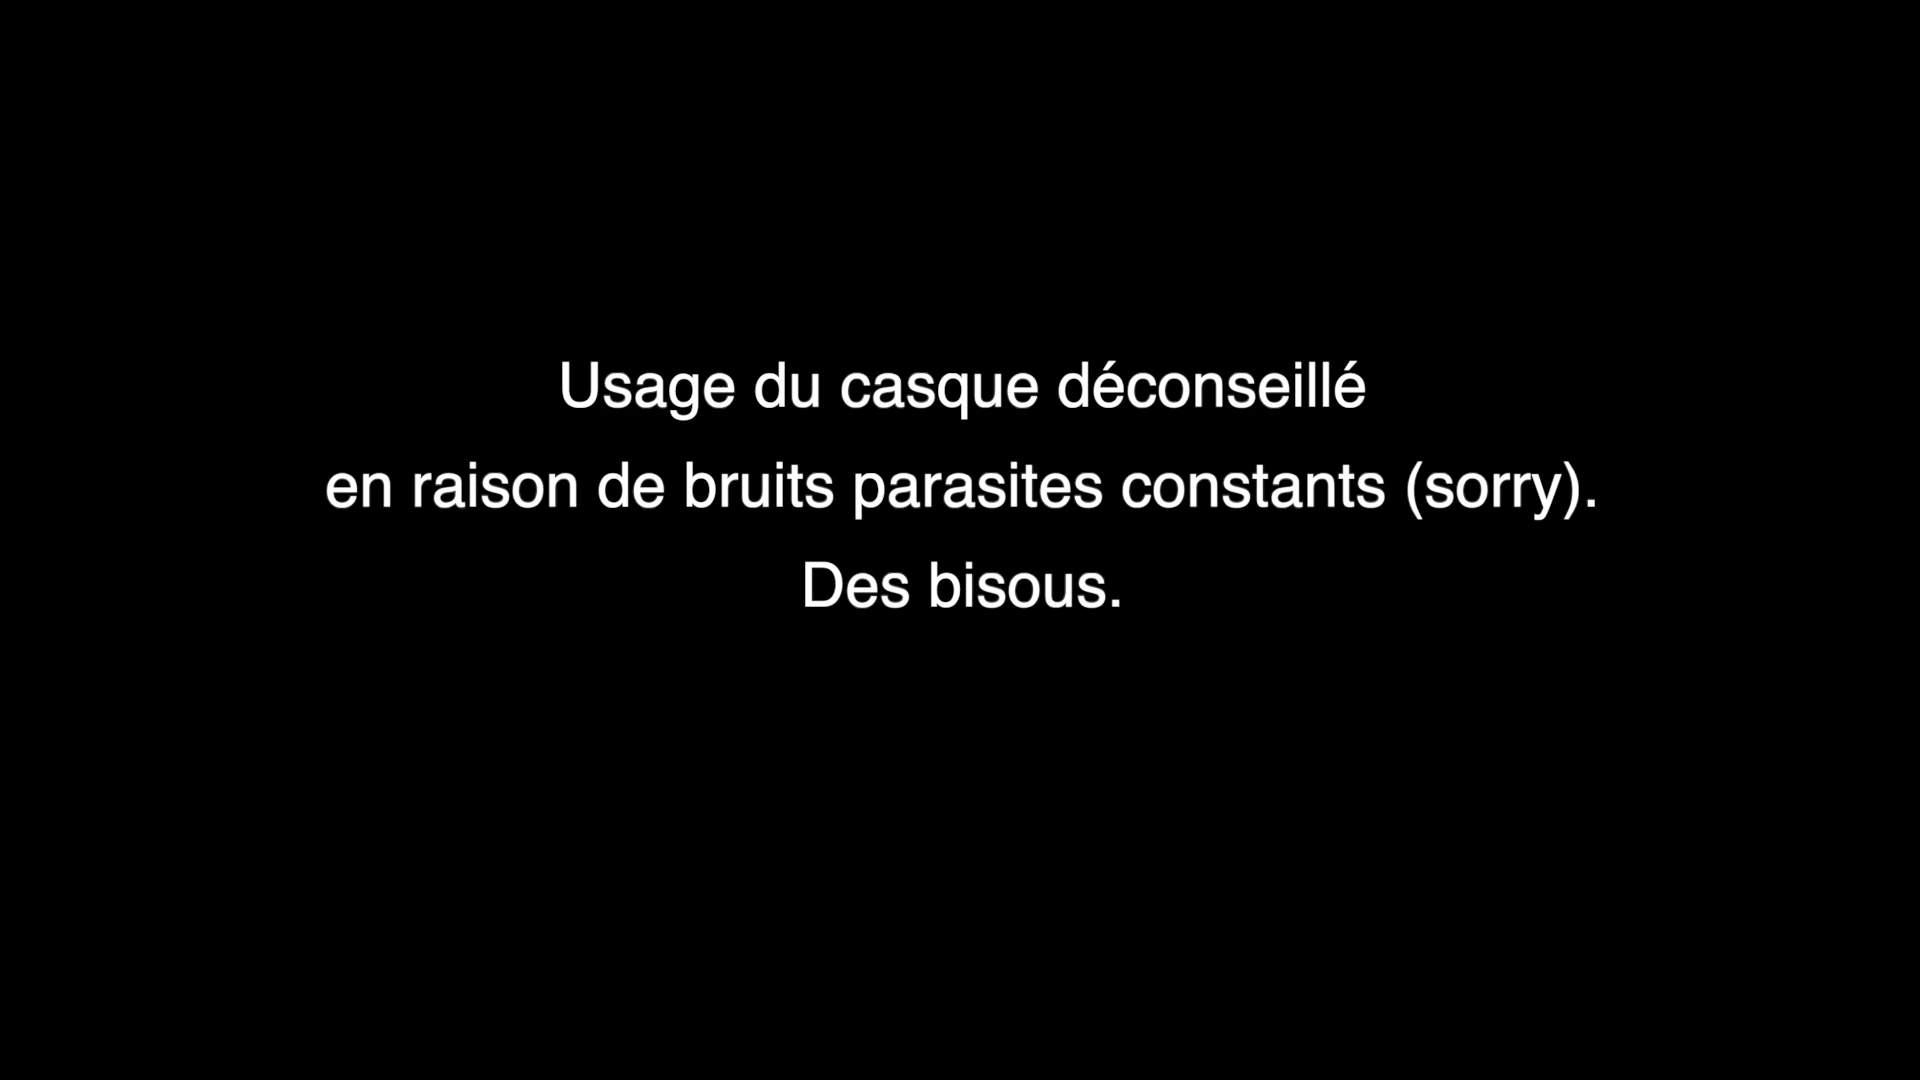 Usage du casque déconseillé
en raison de bruits parasites constants (sorry).
Des bisous.